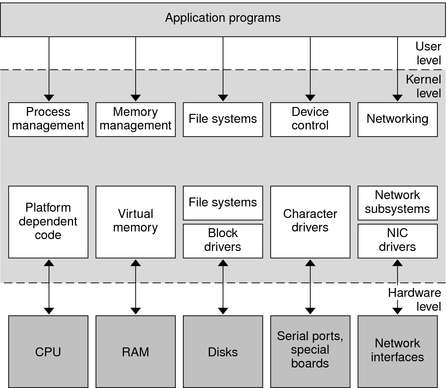 Application programs
User
level
Kernel
level
Process
management
Memory
management
File systems
Device
control
Networking
Platform
dependent
code
Virtual
memory
File systems
Block
drivers
Character
drivers
Network
subsystems
NIC
drivers
Hardware
level
CPU
RAM
Disks
Serial ports,
special
boards
Network
interfaces